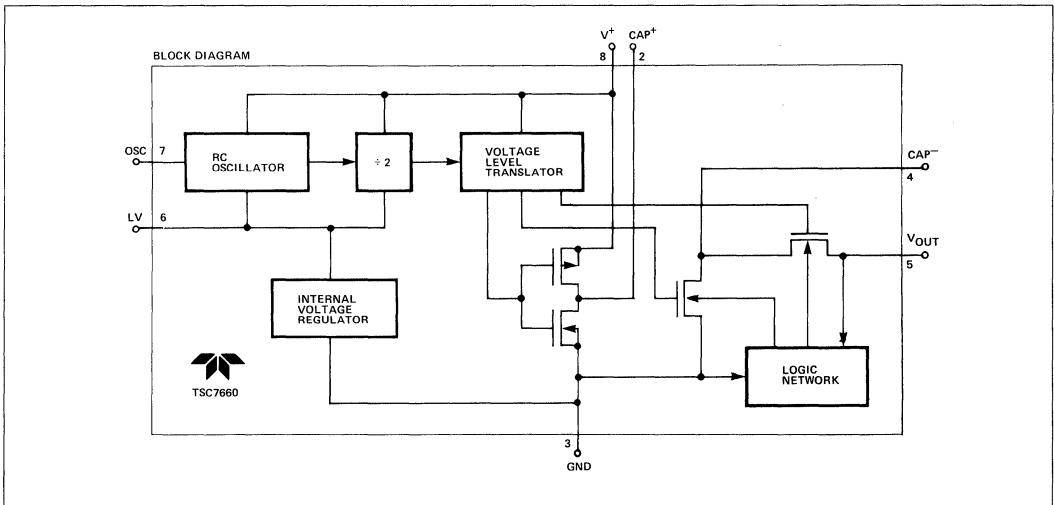 BLOCK DIAGRAM
V+
8
CAP+
2
OSC
7
RC
OSCILLATOR
÷ 2
VOLTAGE
LEVEL
TRANSLATOR
CAP−
4
LV
6
VOUT
5
INTERNAL
VOLTAGE
REGULATOR
LOGIC
NETWORK
TSC7660
3
GND